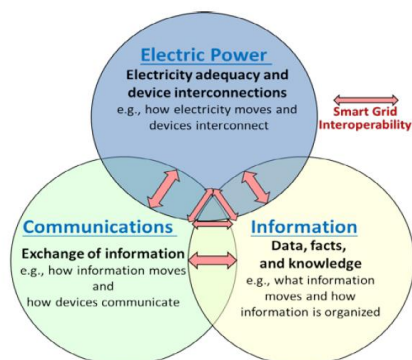 Electric Power
Electricity adequacy and
device interconnections
e.g., how electricity moves and
devices interconnect
Smart Grid
Interoperability
Communications
Exchange of information
e.g., how information moves
and
how devices communicate
Information
Data, facts,
and knowledge
e.g., what information
moves and how
information is organized